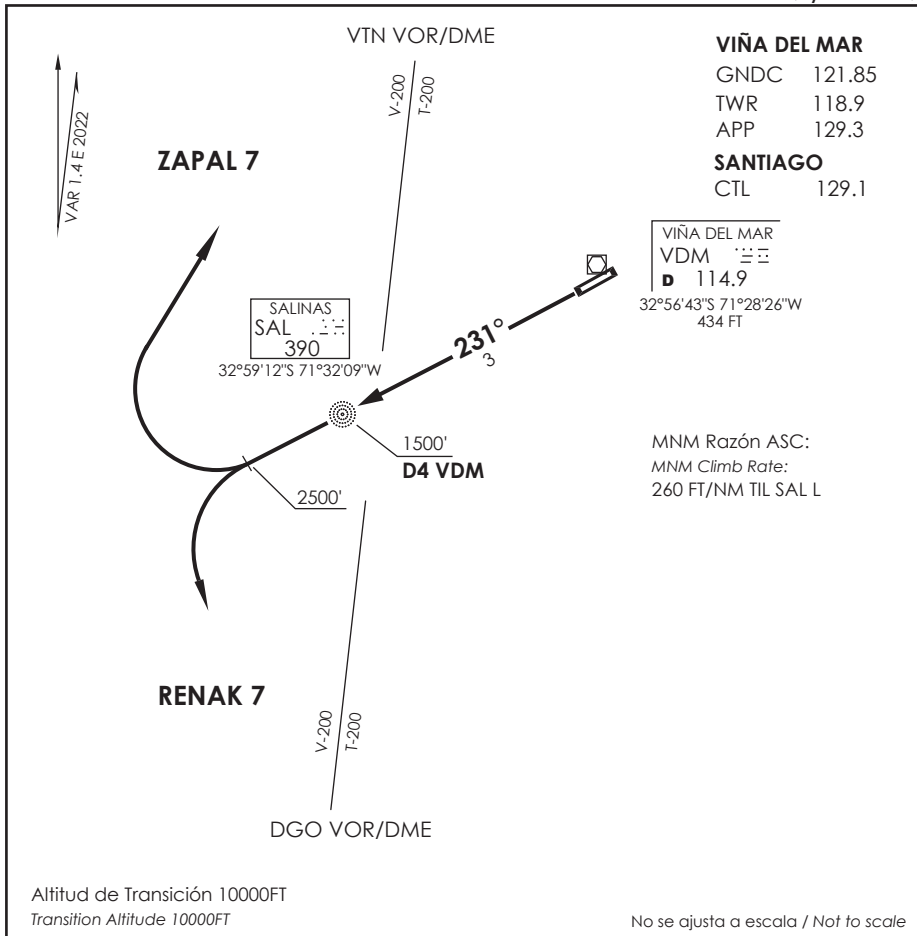 VTN VOR/DME
VIÑA DEL MAR
GNDC 121.85
TWR 118.9
APP 129.3
SANTIAGO
CTL 129.1
VAR 1.4 E 2022
ZAPAL 7
V-200
T-200
VIÑA DEL MAR
VDM
D 114.9
32°56'43"S 71°28'26"W
434 FT
SALINAS
SAL
390
32°59'12"S 71°32'09"W
231°
3
1500'
D4 VDM
2500'
MNM Razón ASC:
MNM Climb Rate:
260 FT/NM TIL SAL L
RENAK 7
V-200
T-200
DGO VOR/DME
Altitud de Transición 10000FT
Transition Altitude 10000FT
No se ajusta a escala / Not to scale